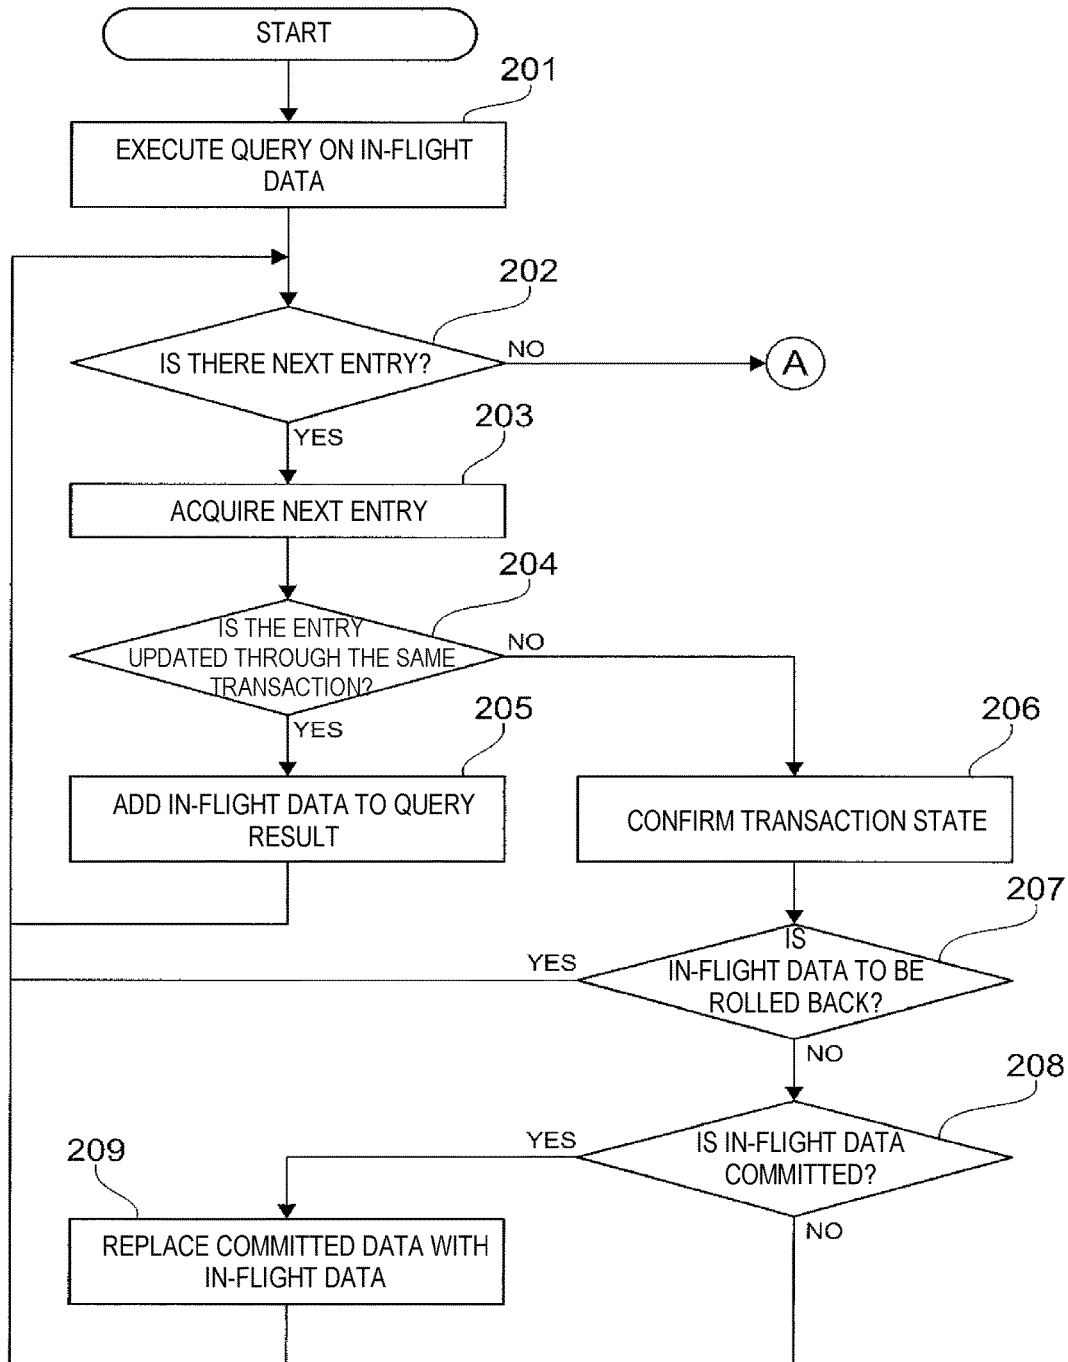 START
201
EXECUTE QUERY ON IN-FLIGHT
DATA
202
IS THERE NEXT ENTRY?
NO
A
YES
203
ACQUIRE NEXT ENTRY
204
IS THE ENTRY
UPDATED THROUGH THE SAME
TRANSACTION?
NO
YES
205
ADD IN-FLIGHT DATA TO QUERY
RESULT
206
CONFIRM TRANSACTION STATE
207
IS
IN-FLIGHT DATA TO BE
ROLLED BACK?
YES
NO
208
IS IN-FLIGHT DATA
COMMITTED?
YES
NO
209
REPLACE COMMITTED DATA WITH
IN-FLIGHT DATA